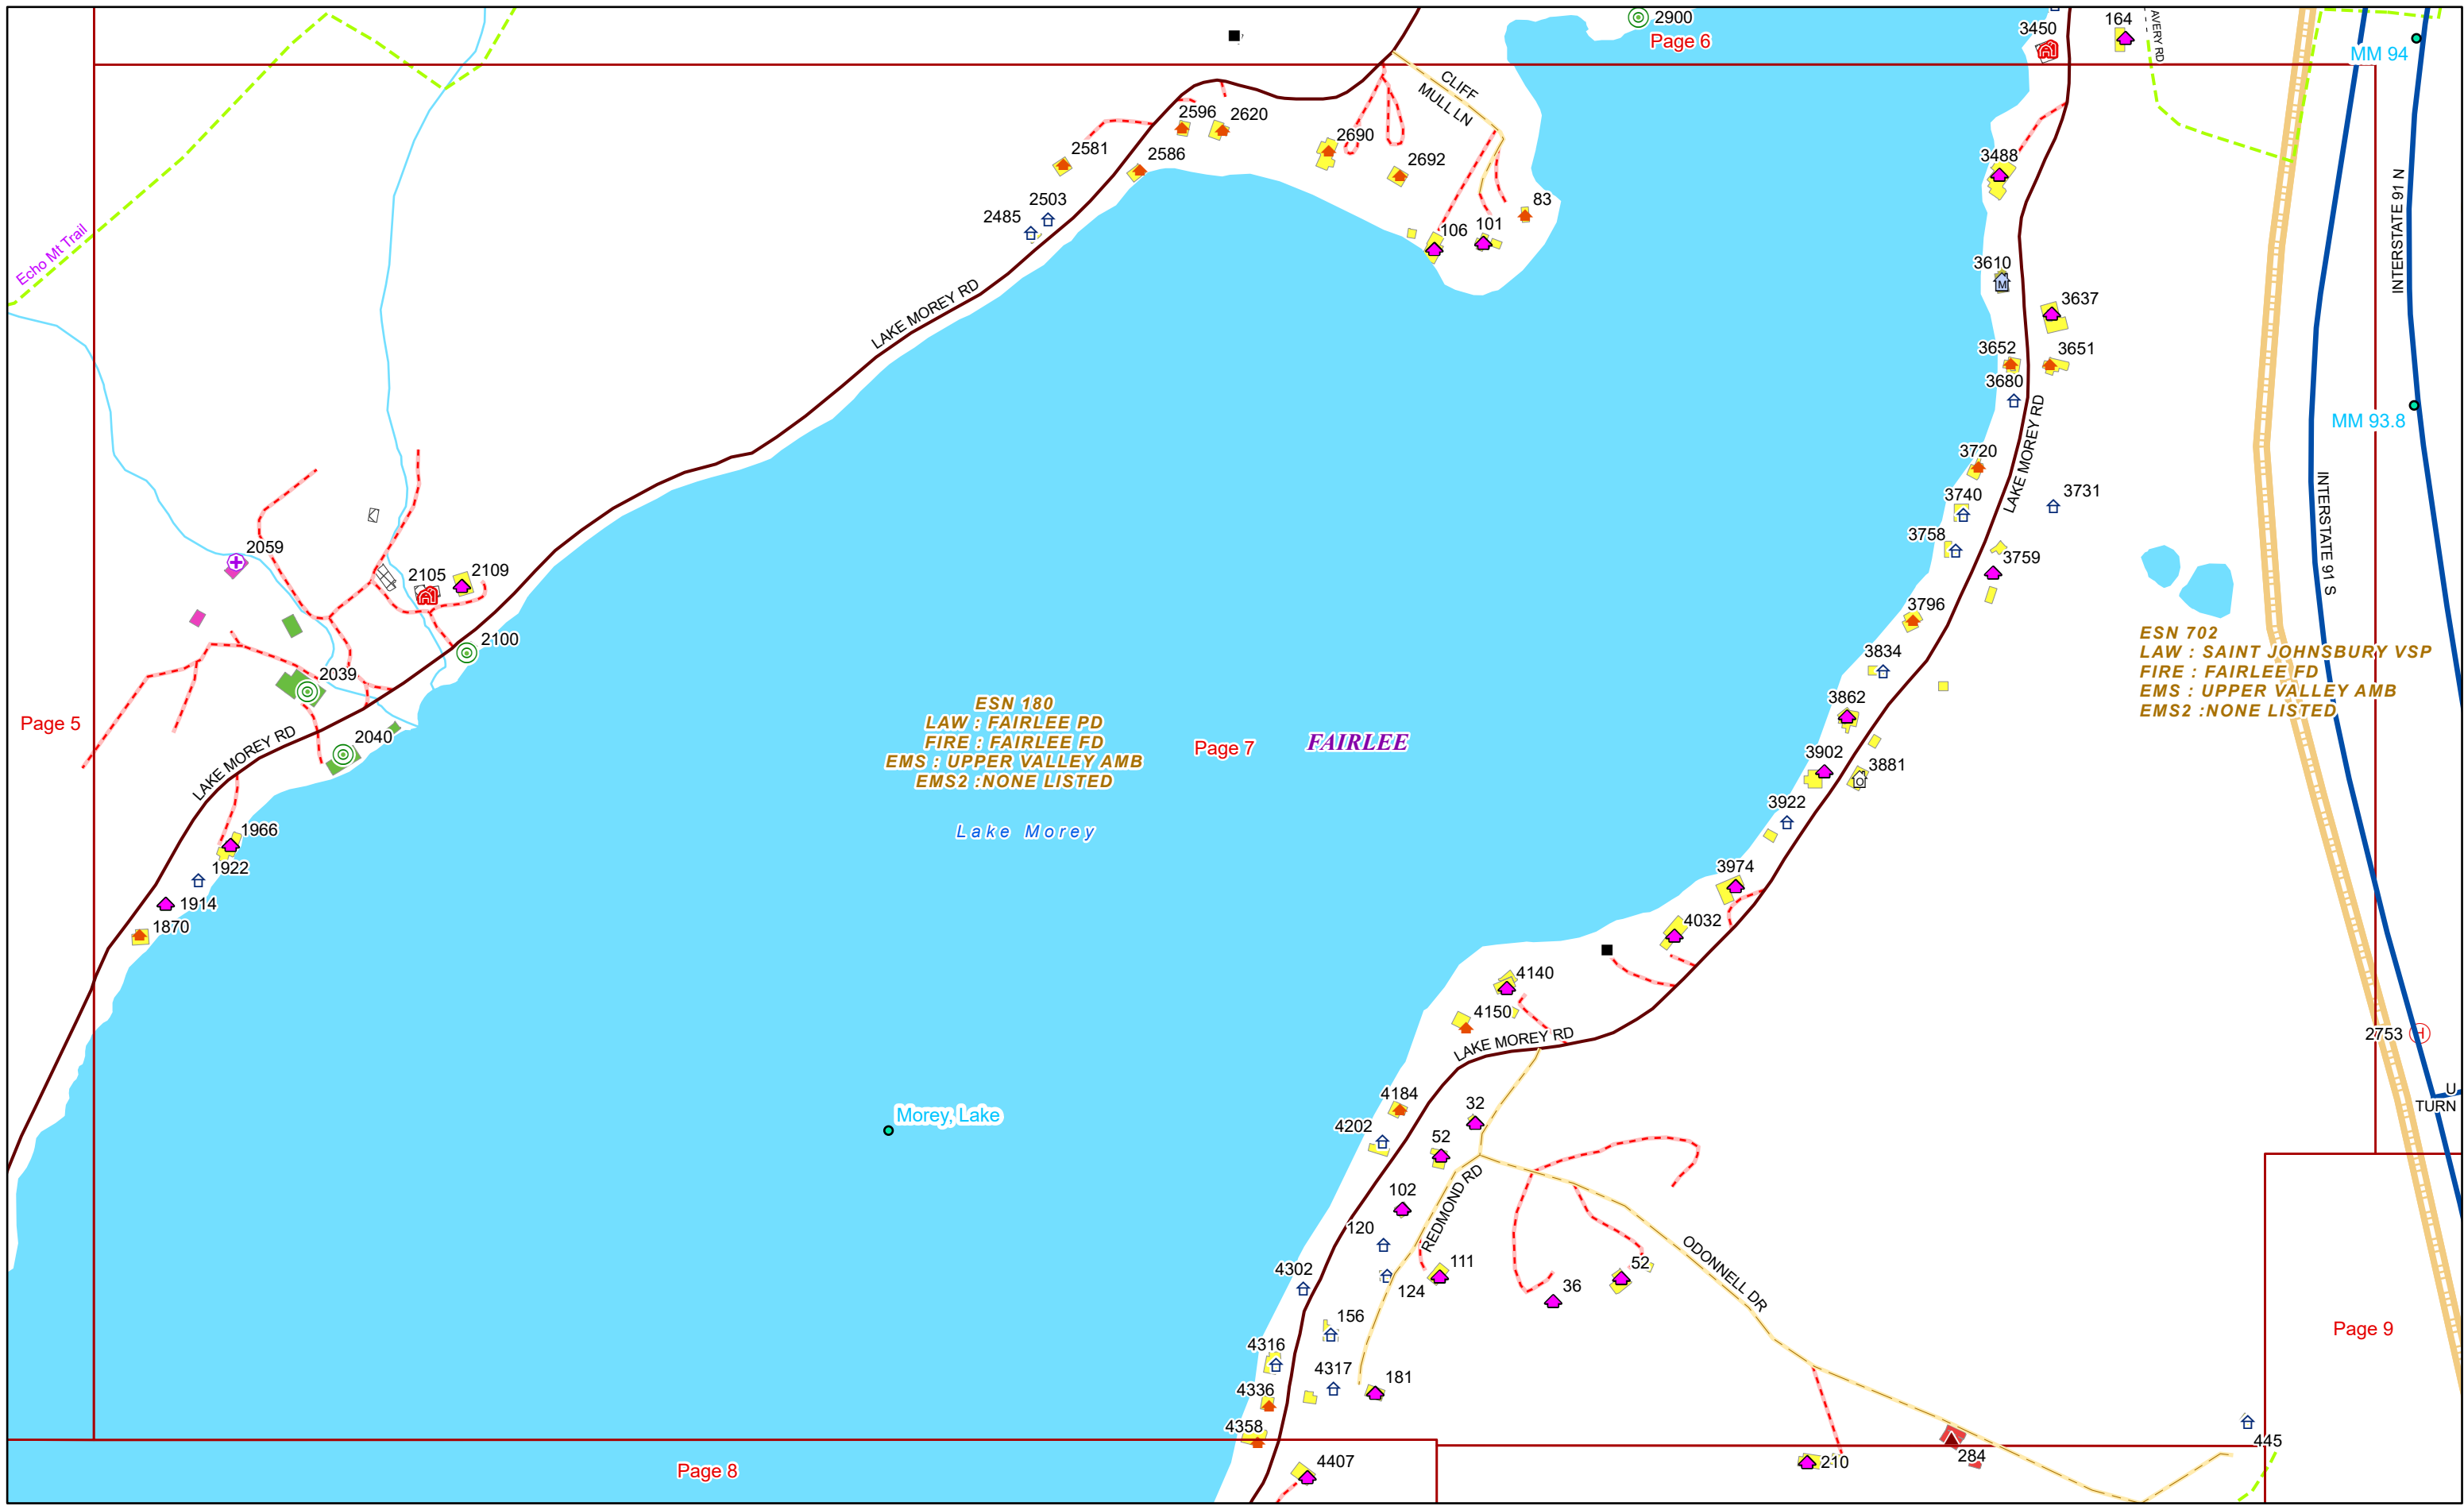 2900
Page 6
3450
164
AVERY RD
MM 94
CLIFF
MULL LN
2596
2620
2581
2586
2690
2692
3488
2503
2485
83
106
101
INTERSTATE 91 N
Echo Mt Trail
3610
3637
LAKE MOREY RD
3652
3651
3680
MM 93.8
LAKE MOREY RD
3720
3740
3731
INTERSTATE 91 S
3758
3759
2059
2105
2109
3796
2100
2039
3834
ESN 702
LAW : SAINT JOHNSBURY VSP
FIRE : FAIRLEE FD
EMS : UPPER VALLEY AMB
EMS2 :NONE LISTED
Page 5
2040
LAKE MOREY RD
ESN 180
LAW : FAIRLEE PD
FIRE : FAIRLEE FD
EMS : UPPER VALLEY AMB
EMS2 :NONE LISTED
Page 7
FAIRLEE
3862
3902
3881
O
M
3922
Lake Morey
1966
1922
1914
1870
3974
4032
4140
4150
LAKE MOREY RD
2753
H
U
TURN
Morey, Lake
4184
4202
32
52
102
REDMOND RD
120
111
124
4302
36
52
ODONNELL DR
156
4316
4317
181
4336
4358
Page 9
445
4407
210
284
Page 8